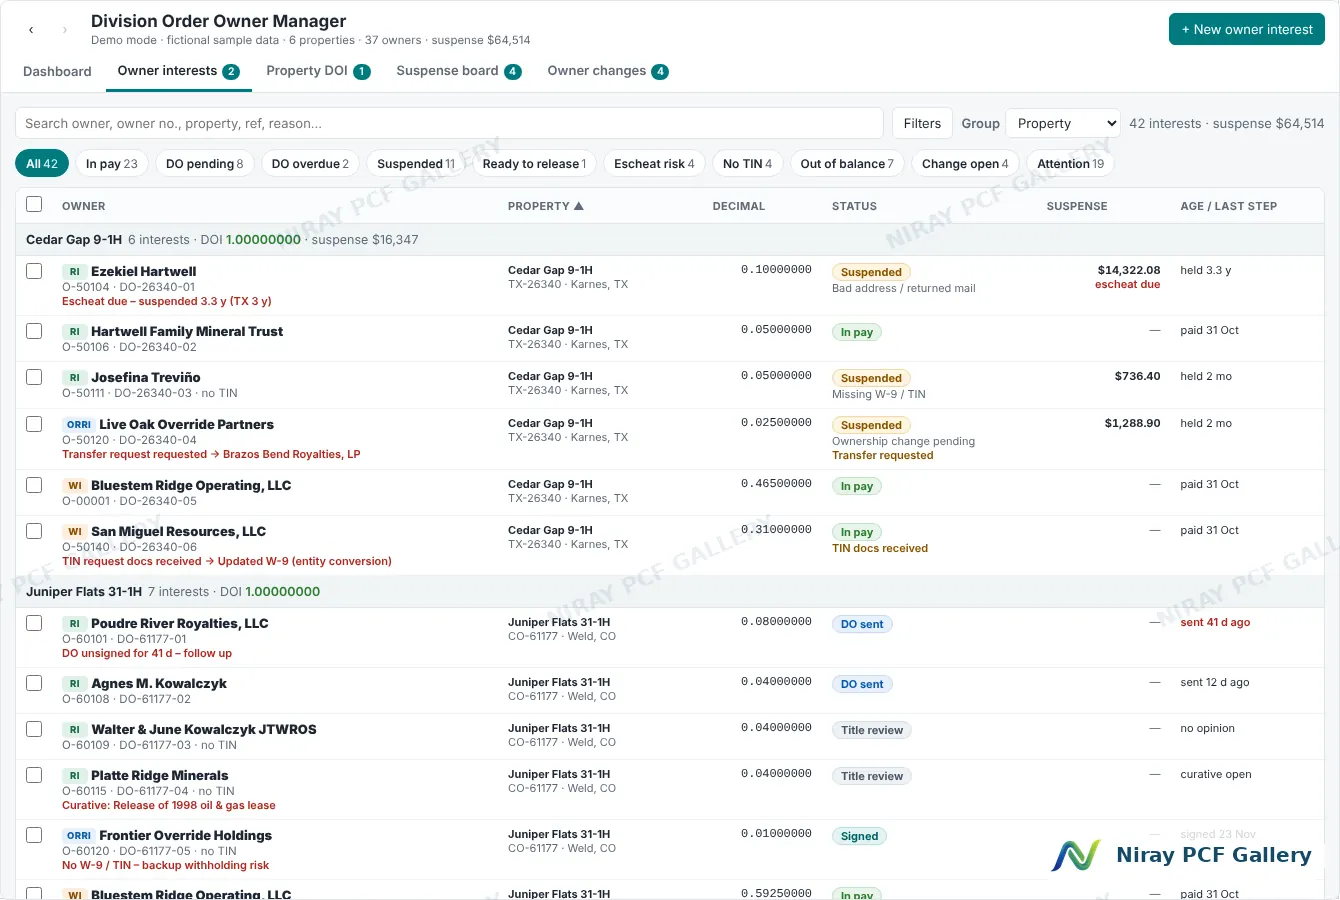 ‹ ›
Division Order Owner Manager
Demo mode · fictional sample data · 6 properties · 37 owners · suspense $64,514
+ New owner interest
Dashboard Owner interests 2 Property DOI 1 Suspense board 4 Owner changes 4
Search owner, owner no., property, ref, reason...
Filters Group Property 42 interests · suspense $64,514
All 42 In pay 23 DO pending 8 DO overdue 2 Suspended 11 Ready to release 1 Escheat risk 4 No TIN 4 Out of balance 7 Change open 4 Attention 19
OWNER PROPERTY ▲ DECIMAL STATUS SUSPENSE AGE / LAST STEP
Cedar Gap 9-1H 6 interests · DOI 1.00000000 · suspense $16,347
RI Ezekiel Hartwell Cedar Gap 9-1H 0.10000000 Suspended $14,322.08 held 3.3 y
O-50104 · DO-26340-01 TX-26340 · Karnes, TX Bad address / returned mail escheat due
Escheat due – suspended 3.3 y (TX 3 y)
RI Hartwell Family Mineral Trust Cedar Gap 9-1H 0.05000000 In pay — paid 31 Oct
O-50106 · DO-26340-02 TX-26340 · Karnes, TX
RI Josefina Treviño Cedar Gap 9-1H 0.05000000 Suspended $736.40 held 2 mo
O-50111 · DO-26340-03 · no TIN TX-26340 · Karnes, TX Missing W-9 / TIN
ORRI Live Oak Override Partners Cedar Gap 9-1H 0.02500000 Suspended $1,288.90 held 2 mo
O-50120 · DO-26340-04 TX-26340 · Karnes, TX Ownership change pending
Transfer request requested → Brazos Bend Royalties, LP Transfer requested
WI Bluestem Ridge Operating, LLC Cedar Gap 9-1H 0.46500000 In pay — paid 31 Oct
O-00001 · DO-26340-05 TX-26340 · Karnes, TX
WI San Miguel Resources, LLC Cedar Gap 9-1H 0.31000000 In pay — paid 31 Oct
O-50140 · DO-26340-06 TX-26340 · Karnes, TX TIN docs received
TIN request docs received → Updated W-9 (entity conversion)
Juniper Flats 31-1H 7 interests · DOI 1.00000000
RI Poudre River Royalties, LLC Juniper Flats 31-1H 0.08000000 DO sent — sent 41 d ago
O-60101 · DO-61177-01 CO-61177 · Weld, CO
DO unsigned for 41 d – follow up
RI Agnes M. Kowalczyk Juniper Flats 31-1H 0.04000000 DO sent — sent 12 d ago
O-60108 · DO-61177-02 CO-61177 · Weld, CO
RI Walter & June Kowalczyk JTWROS Juniper Flats 31-1H 0.04000000 Title review — no opinion
O-60109 · DO-61177-03 · no TIN CO-61177 · Weld, CO
RI Platte Ridge Minerals Juniper Flats 31-1H 0.04000000 Title review — curative open
O-60115 · DO-61177-04 · no TIN CO-61177 · Weld, CO
Curative: Release of 1998 oil & gas lease
ORRI Frontier Override Holdings Juniper Flats 31-1H 0.01000000 Signed — signed 23 Nov
O-60120 · DO-61177-05 · no TIN CO-61177 · Weld, CO
No W-9 / TIN – backup withholding risk
WI Bluestem Ridge Operating, LLC Juniper Flats 31-1H 0.59250000 In pay — paid 31 Oct
Niray PCF Gallery
NIRAY PCF GALLERY
NIRAY PCF GALLERY
NIRAY PCF GALLERY